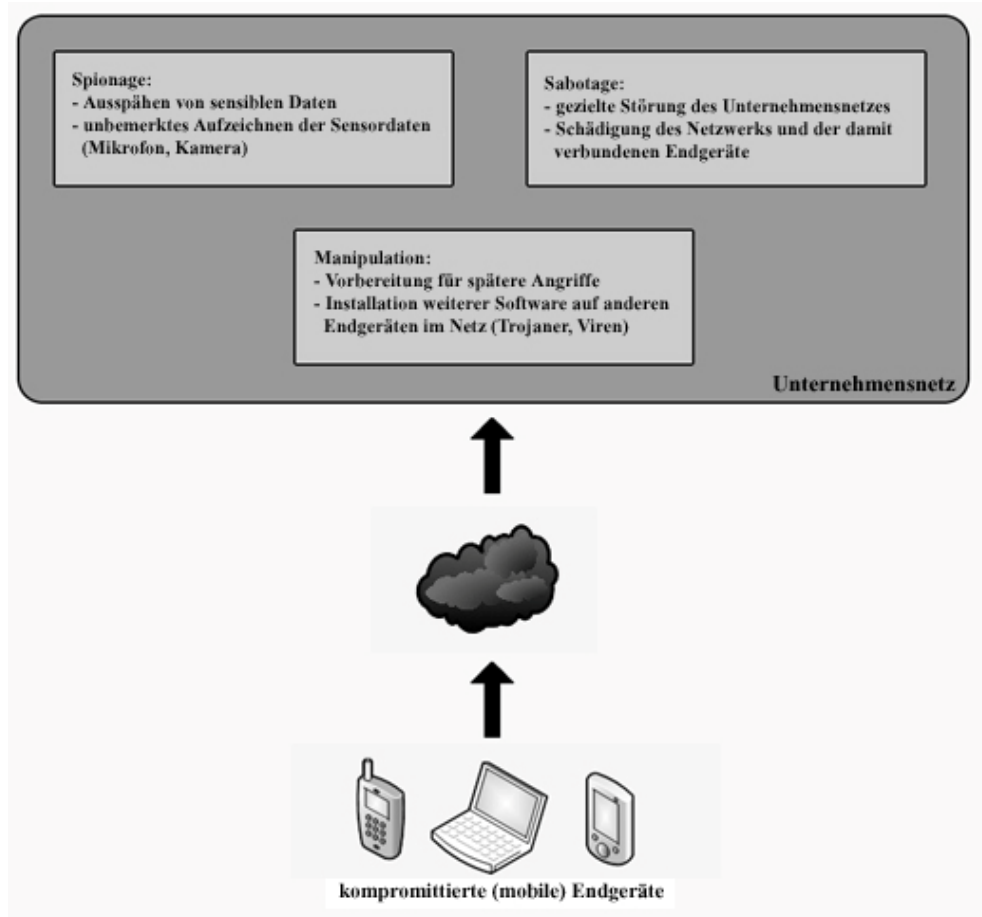 Spionage:
- Ausspähen von sensiblen Daten
- unbemerktes Aufzeichnen der Sensordaten
(Mikrofon, Kamera)
Sabotage:
- gezielte Störung des Unternehmensnetzes
- Schädigung des Netzwerks und der damit
verbundenen Endgeräte
Manipulation:
- Vorbereitung für spätere Angriffe
- Installation weiterer Software auf anderen
Endgeräten im Netz (Trojaner, Viren)
Unternehmensnetz
kompromittierte (mobile) Endgeräte